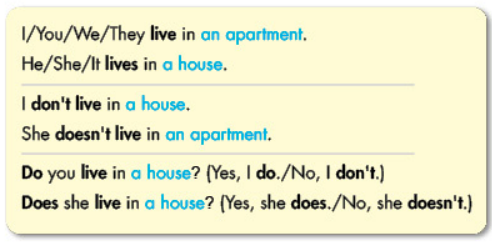 I/You/We/They live in an apartment.
He/She/It lives in a house.
I don't live in a house.
She doesn't live in an apartment.
Do you live in a house? (Yes, I do./No, I don't.)
Does she live in a house? (Yes, she does./No, she doesn't.)